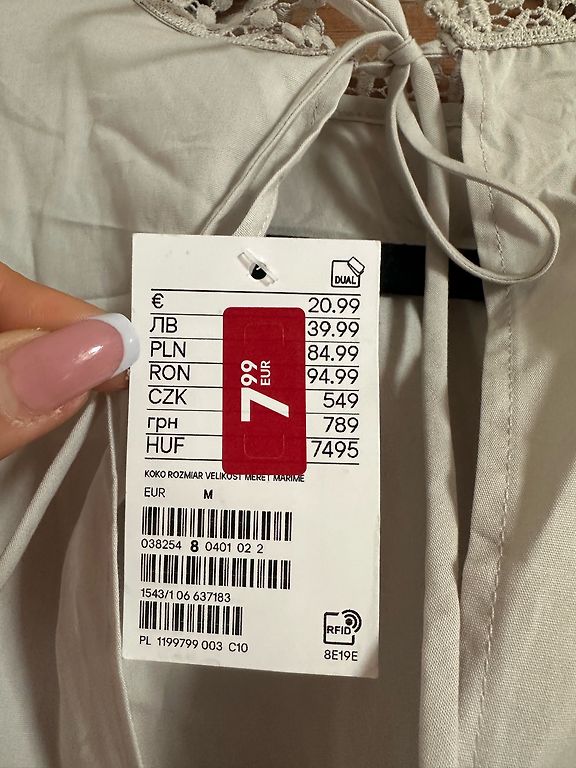 DUAL
€ 20.99
ЛВ 39.99
PLN 84.99
RON 94.99
CZK 549
грн 789
HUF 7495
7 99 EUR
KOKO ROZMIAR VELIKOST MÉRET MĂRIME
EUR M
038254 8 0401 02 2
1543/1 06 637183
PL 1199799 003 C10
RFID
8E19E